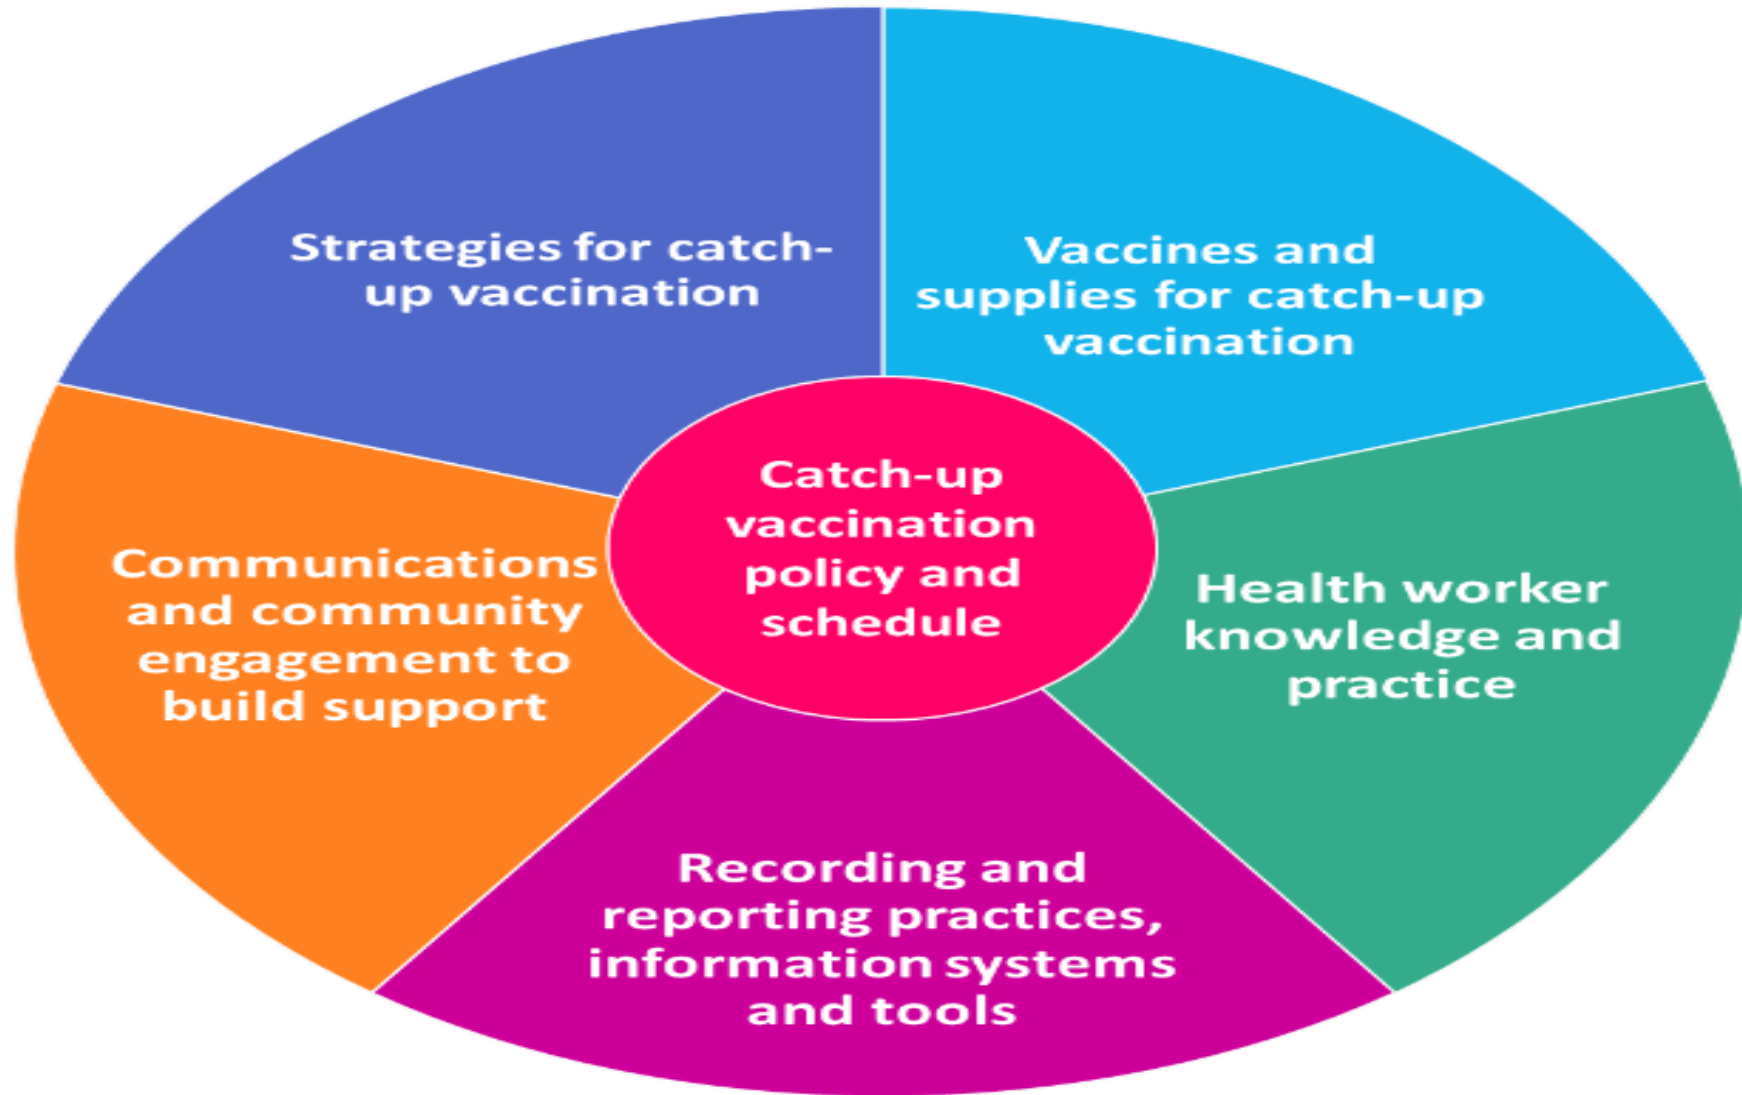 Strategies for catch-
up vaccination
Vaccines and
supplies for catch-up
vaccination
Catch-up
vaccination
policy and
schedule
Communications
and community
engagement to
build support
Health worker
knowledge and
practice
Recording and
reporting practices,
information systems
and tools